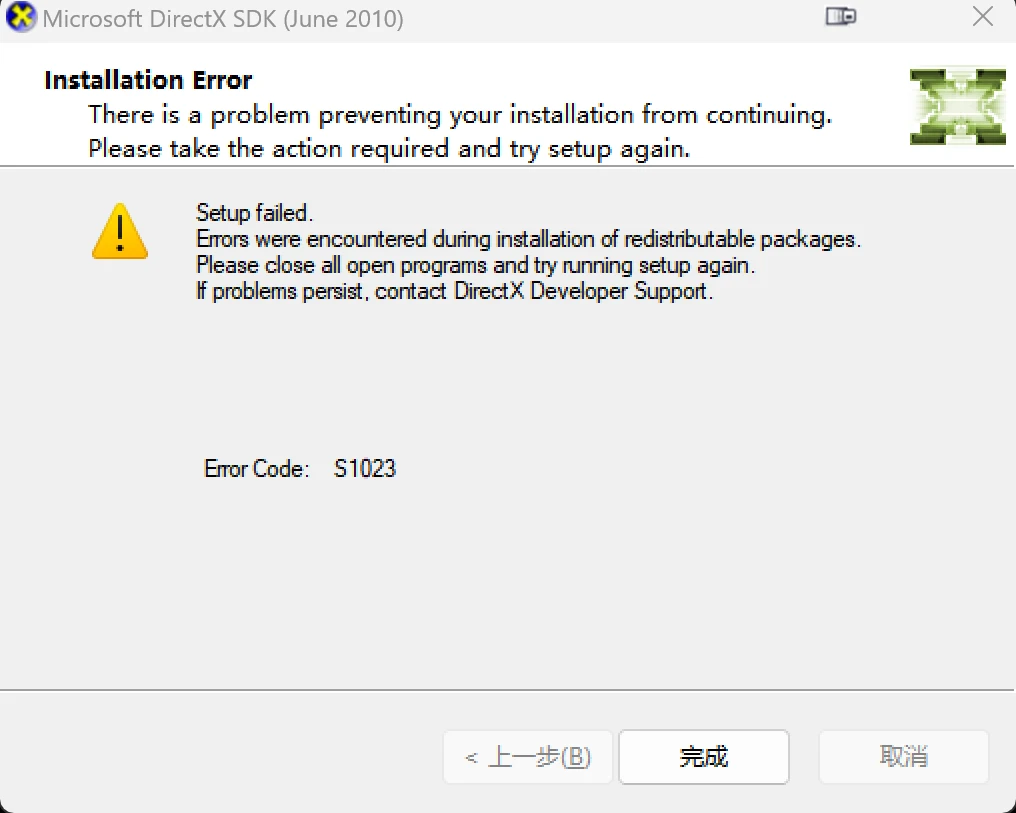 Microsoft DirectX SDK (June 2010)
Installation Error
There is a problem preventing your installation from continuing.
Please take the action required and try setup again.
Setup failed.
Errors were encountered during installation of redistributable packages.
Please close all open programs and try running setup again.
If problems persist, contact DirectX Developer Support.
Error Code: S1023
< 上一步(B) 完成 取消